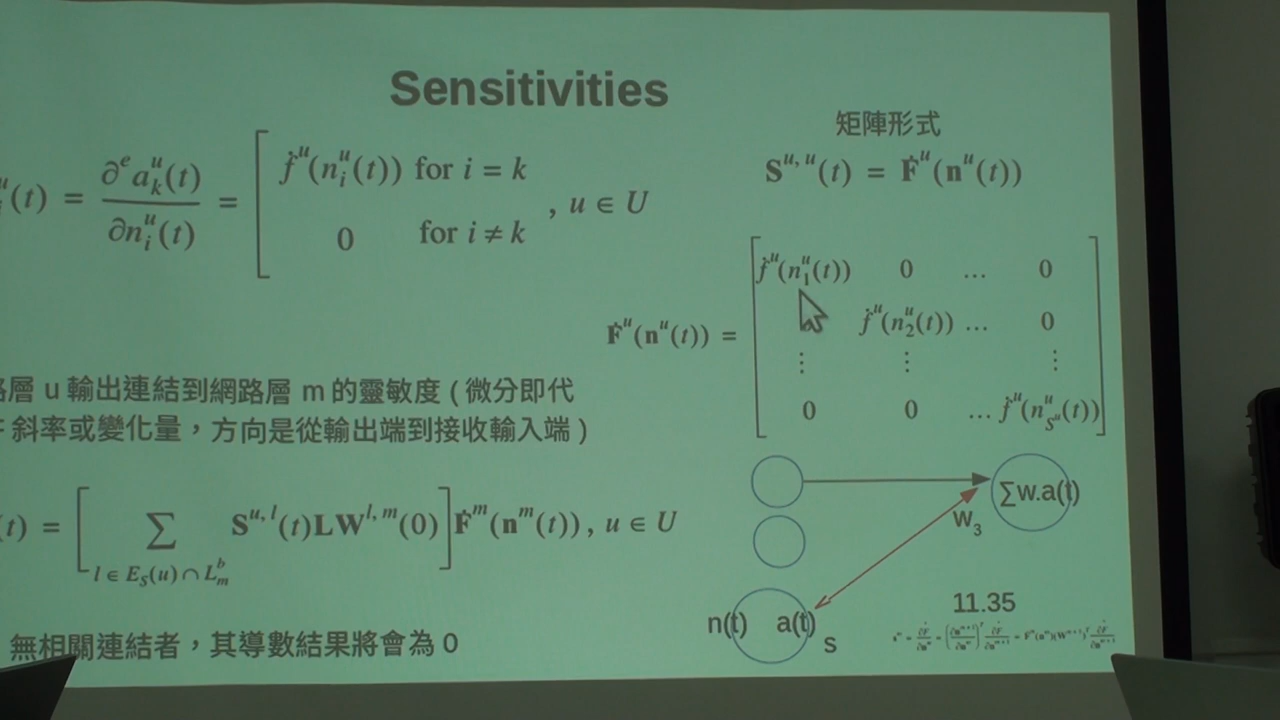 Sensitivities
矩陣形式
S^{u,u}(t) = Ḟ^u(n^u(t))
(t) = ∂^e a_k^u(t) / ∂n_i^u(t) = [ ḟ^u(n_i^u(t)) for i = k
0 for i ≠ k
, u ∈ U
Ḟ^u(n^u(t)) =
ḟ^u(n_1^u(t)) 0 … 0
0 ḟ^u(n_2^u(t)) … 0
⋮ ⋮ ⋮
0 0 … ḟ^u(n_{S^u}^u(t))
層 u 輸出連結到網路層 m 的靈敏度 ( 微分即代
斜率或變化量，方向是從輸出端到接收輸入端 )
(t) = [ ∑_{l ∈ E_S(u) ∩ L_m^b} S^{u,l}(t)LW^{l,m}(0) ] Ḟ^m(n^m(t)) , u ∈ U
無相關連結者，其導數結果將會為 0
∑w.a(t)
W_3
n(t) a(t)
S
11.35